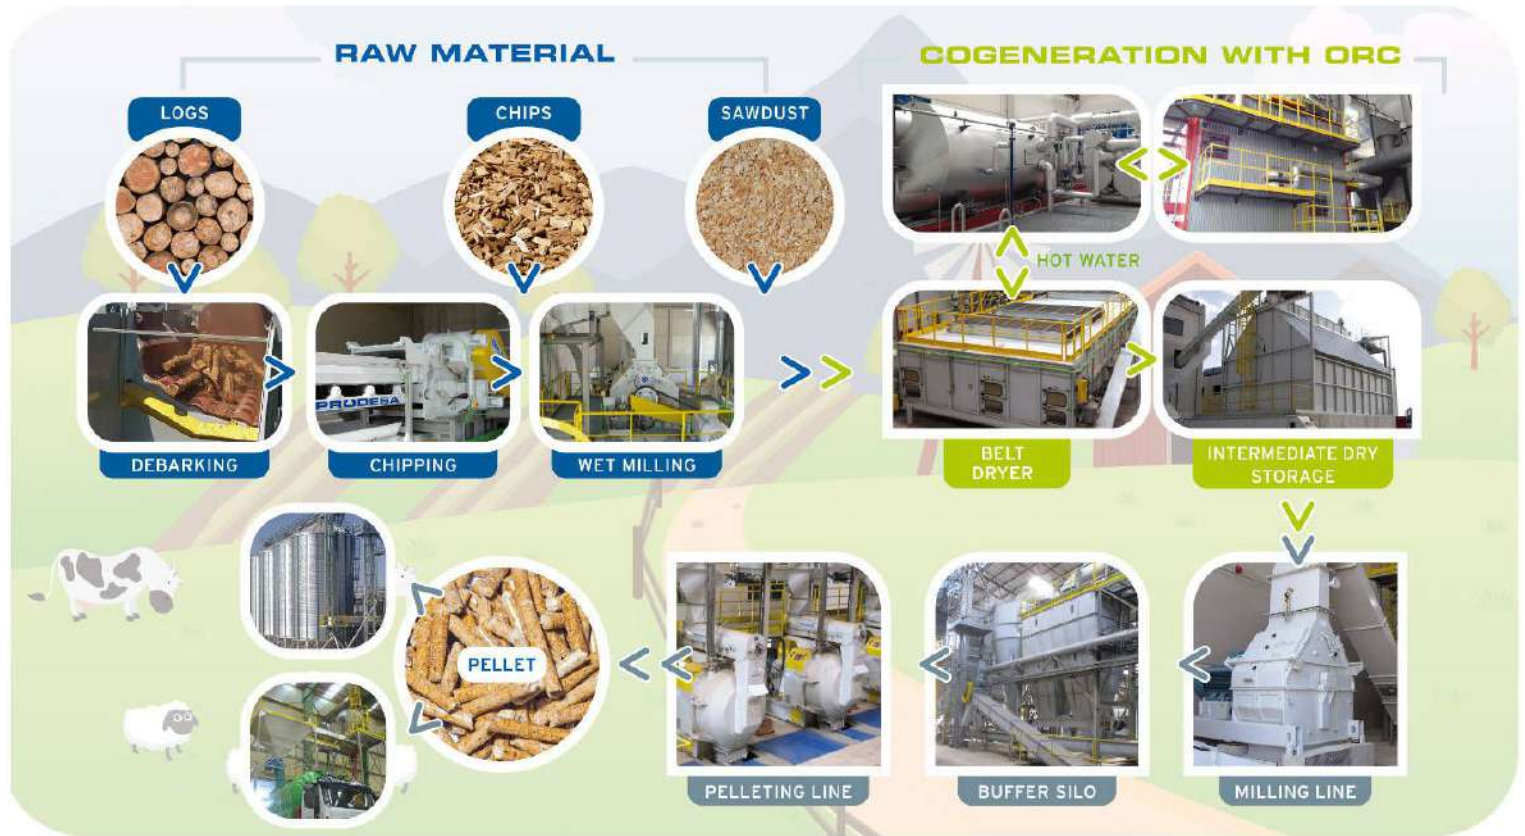 RAW MATERIAL
COGENERATION WITH ORC
LOGS
CHIPS
SAWDUST
HOT WATER
PRODESA
DEBARKING
CHIPPING
WET MILLING
BELT
DRYER
INTERMEDIATE DRY
STORAGE
PELLET
PELLETING LINE
BUFFER SILO
MILLING LINE